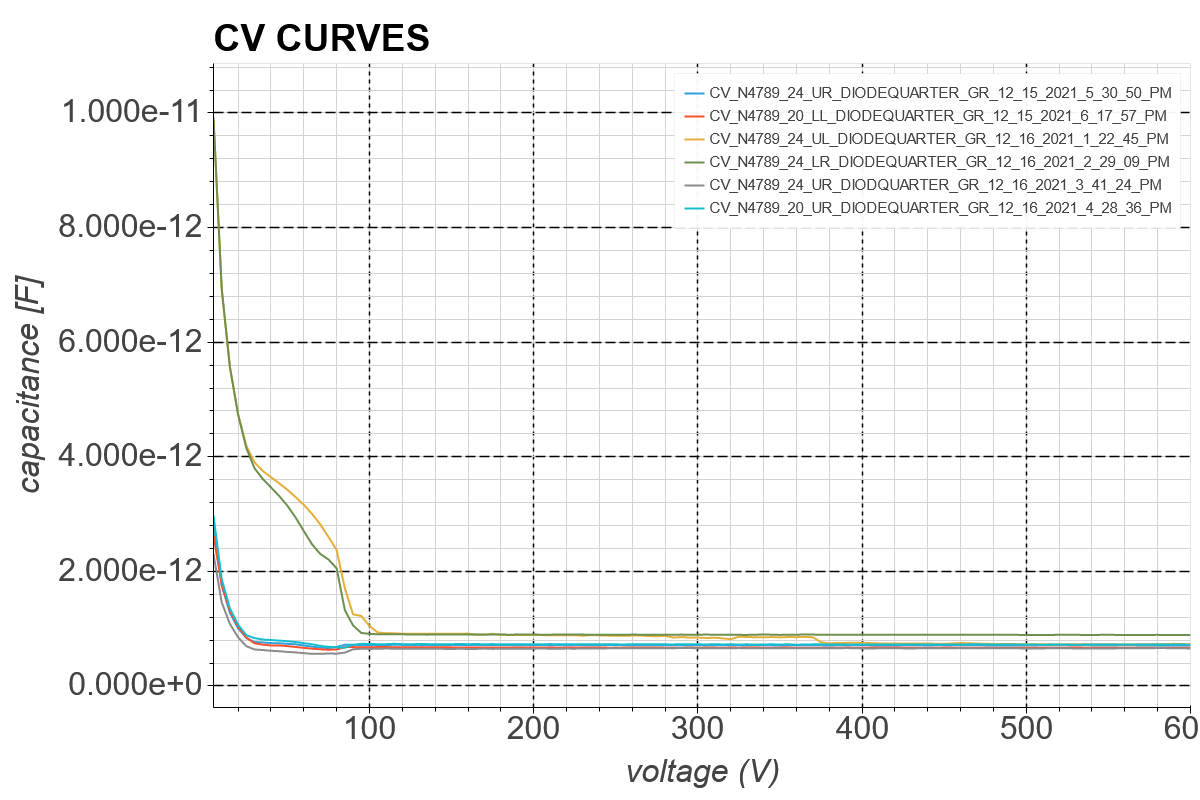 CV CURVES
1.000e-11
8.000e-12
6.000e-12
4.000e-12
2.000e-12
0.000e+0
capacitance [F]
CV_N4789_24_UR_DIODEQUARTER_GR_12_15_2021_5_30_50_PM
CV_N4789_20_LL_DIODEQUARTER_GR_12_15_2021_6_17_57_PM
CV_N4789_24_UL_DIODEQUARTER_GR_12_16_2021_1_22_45_PM
CV_N4789_24_LR_DIODEQUARTER_GR_12_16_2021_2_29_09_PM
CV_N4789_24_UR_DIODQUARTER_GR_12_16_2021_3_41_24_PM
CV_N4789_20_UR_DIODEQUARTER_GR_12_16_2021_4_28_36_PM
100 200 300 400 500 60
voltage (V)